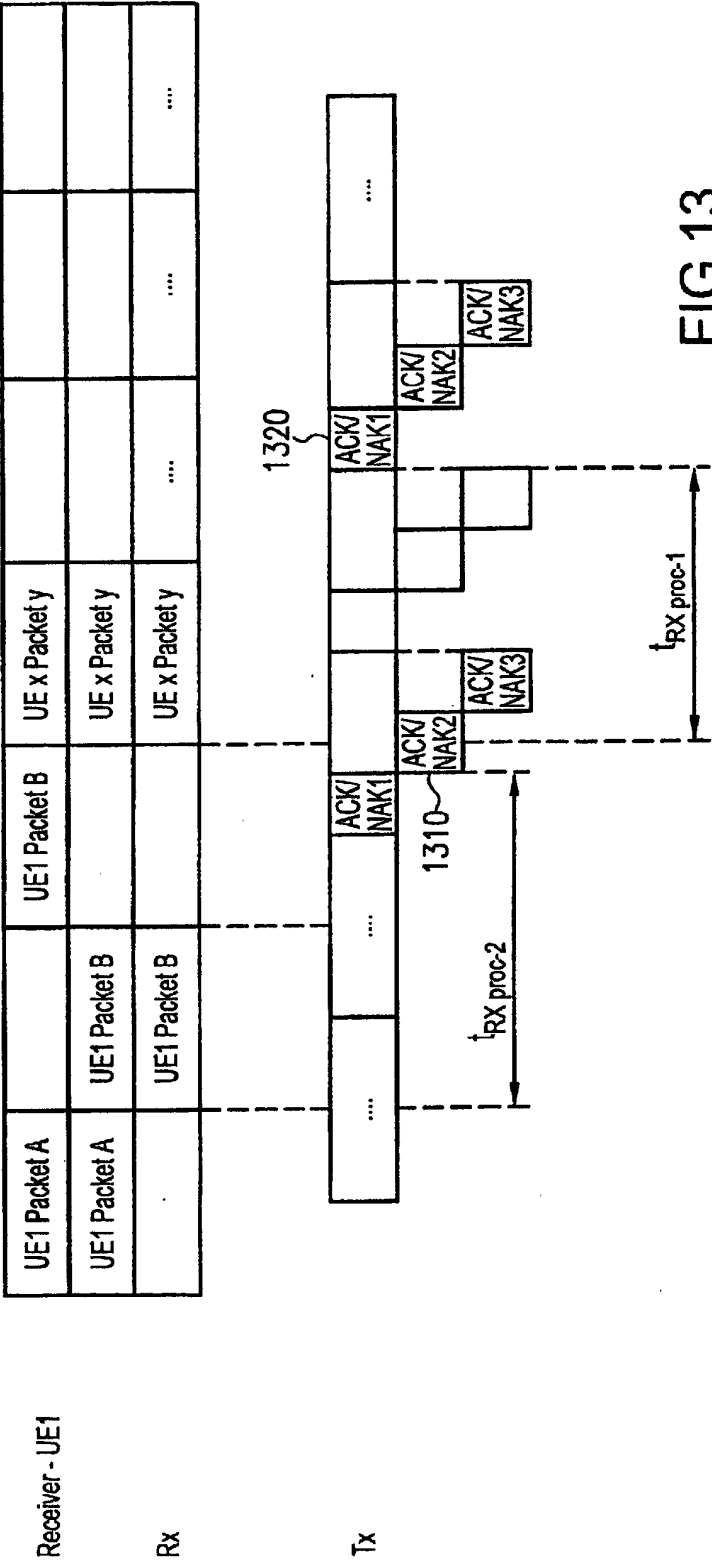 Receiver - UE1
UE1 Packet A
UE1 Packet B
UE x Packet y
UE1 Packet A
UE1 Packet B
UE x Packet y
Rx
UE1 Packet B
UE x Packet y
....
....
....
1320
Tx
....
....
ACK/
NAK1
ACK/
NAK1
....
1310
ACK/
NAK2
ACK/
NAK2
ACK/
NAK3
ACK/
NAK3
tRX proc-2
tRX proc-1
FIG.13